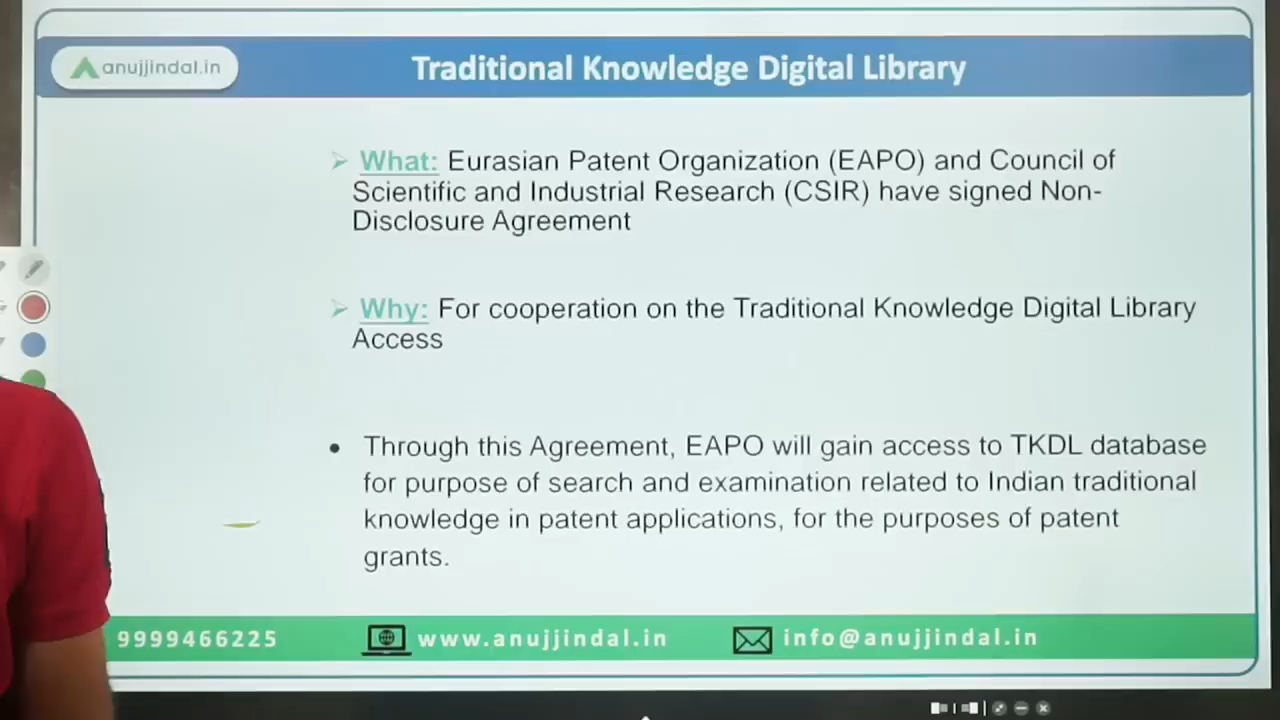 anujjindal.in
Traditional Knowledge Digital Library
What: Eurasian Patent Organization (EAPO) and Council of
Scientific and Industrial Research (CSIR) have signed Non-
Disclosure Agreement
Why: For cooperation on the Traditional Knowledge Digital Library
Access
• Through this Agreement, EAPO will gain access to TKDL database
for purpose of search and examination related to Indian traditional
knowledge in patent applications, for the purposes of patent
grants.
9999466225 www.anujjindal.in info@anujjindal.in